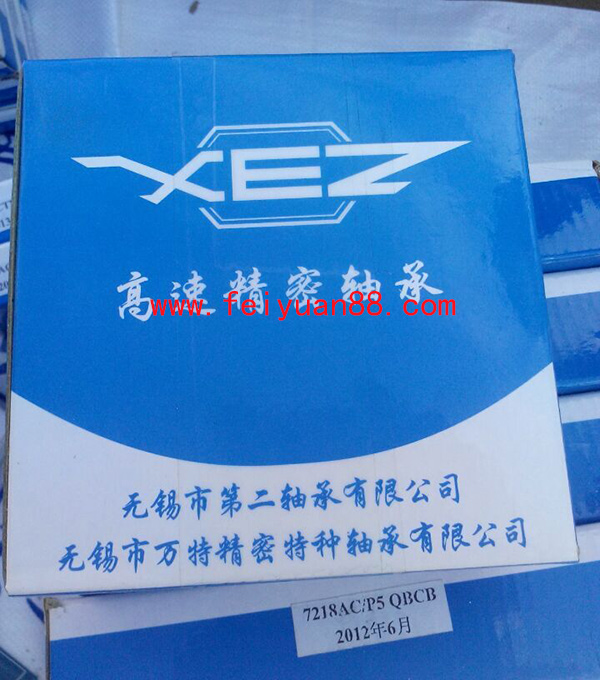 XEZ
高速精密轴承
www.feiyuan88.com
无锡市第二轴承有限公司
无锡市万特精密特种轴承有限公司
7218AC/P5 QBCB
2012年6月